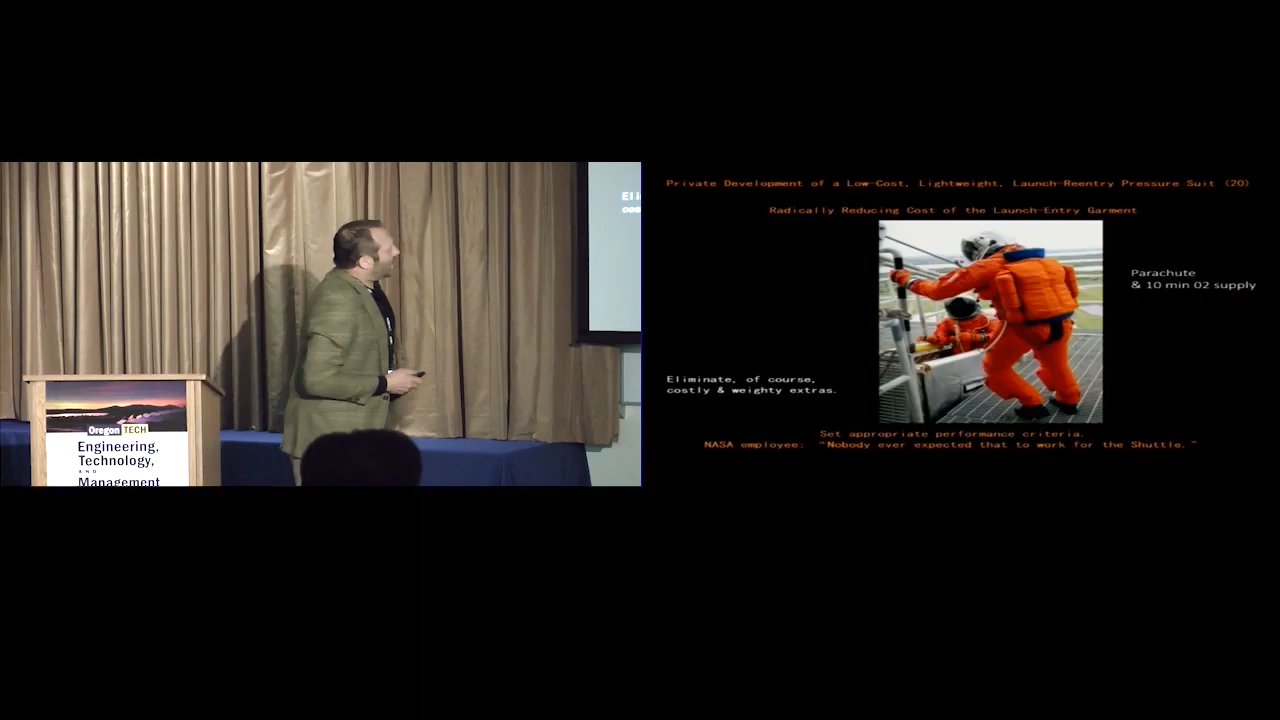 Eli
cos
Oregon TECH
Engineering,
Technology,
AND
Management
Private Development of a Low-Cost, Lightweight, Launch-Reentry Pressure Suit (20)
Radically Reducing Cost of the Launch-Entry Garment
Parachute
& 10 min O2 supply
Eliminate, of course,
costly & weighty extras.
Set appropriate performance criteria.
NASA employee: "Nobody ever expected that to work for the Shuttle."